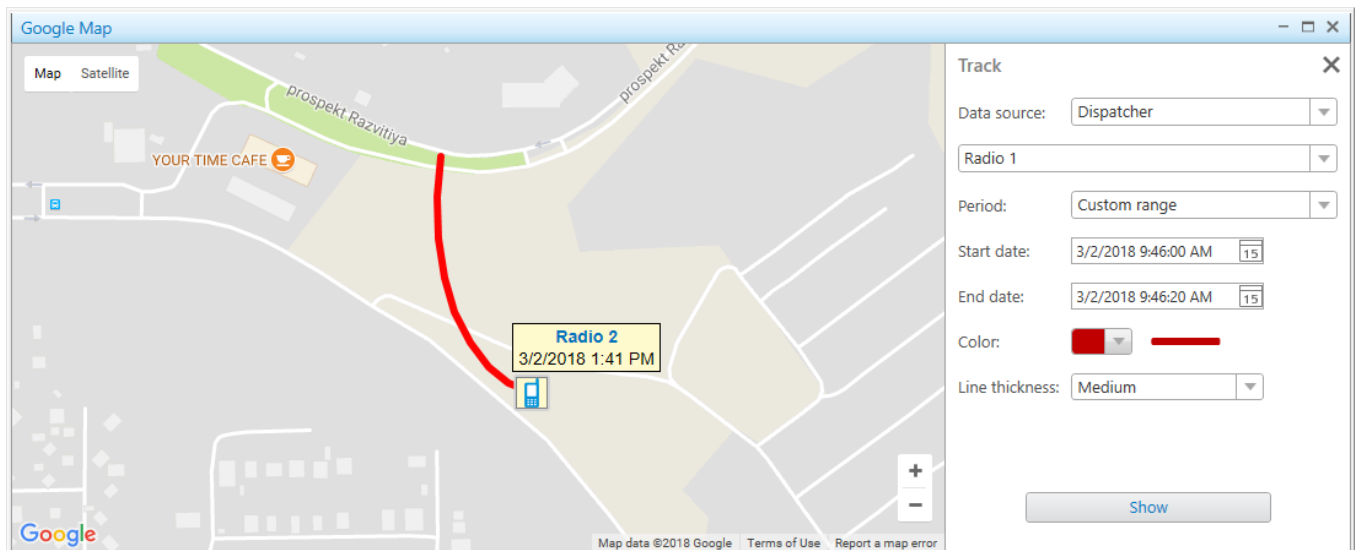 Google Map
Map Satellite
prospekt Razvitiya
prospekt Ra
YOUR TIME CAFE
Radio 2
3/2/2018 1:41 PM
+
−
Google
Map data ©2018 Google Terms of Use Report a map error
Track
Data source: Dispatcher
Radio 1
Period: Custom range
Start date: 3/2/2018 9:46:00 AM 15
End date: 3/2/2018 9:46:20 AM 15
Color:
Line thickness: Medium
Show